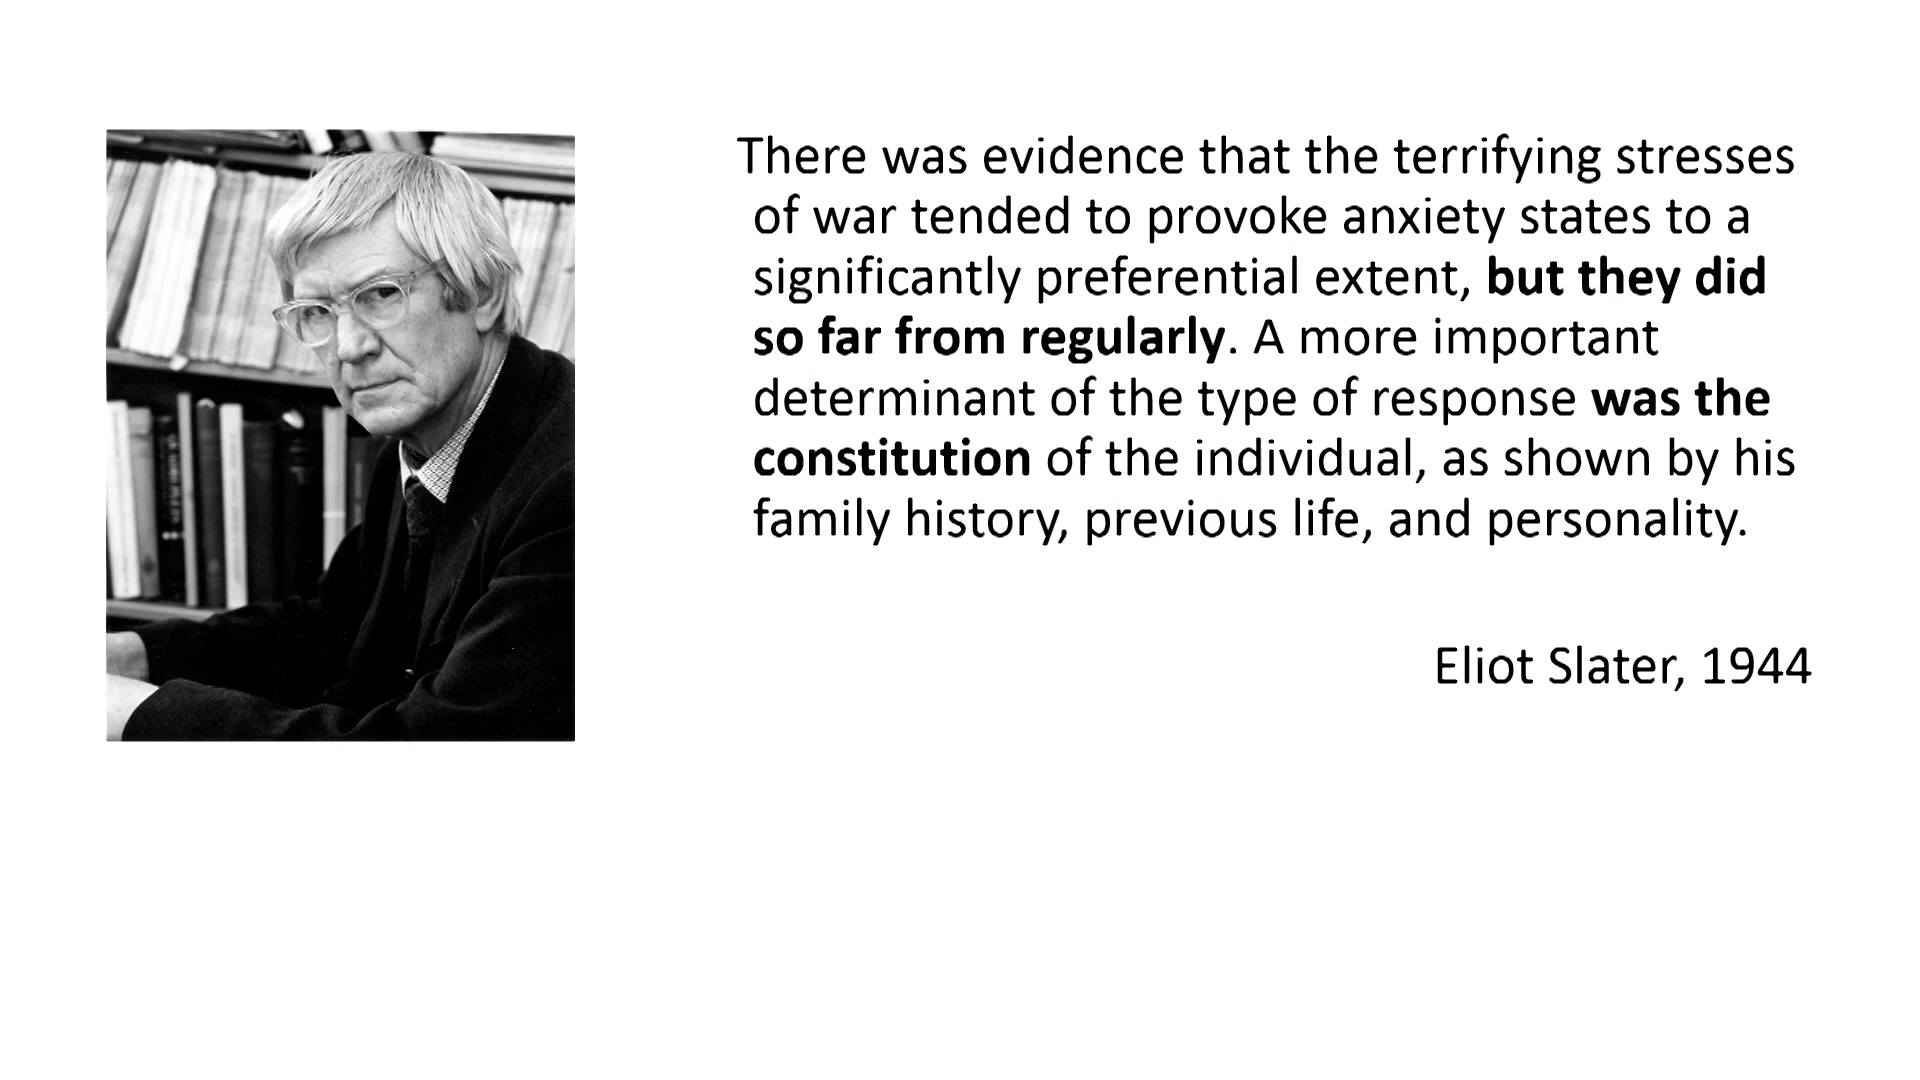 There was evidence that the terrifying stresses
of war tended to provoke anxiety states to a
significantly preferential extent, but they did
so far from regularly. A more important
determinant of the type of response was the
constitution of the individual, as shown by his
family history, previous life, and personality.
Eliot Slater, 1944